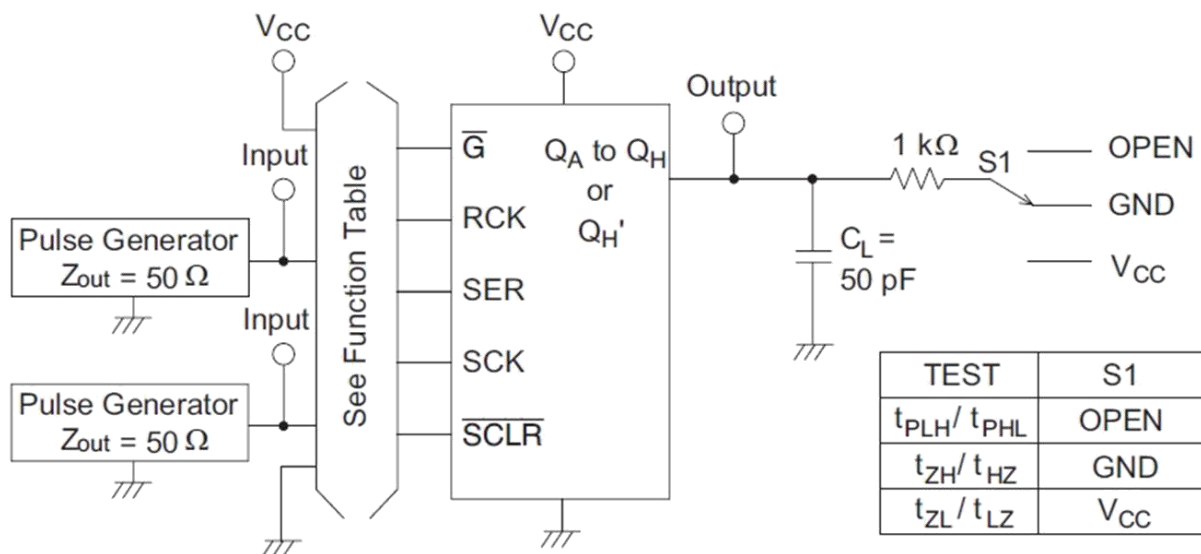 VCC
VCC
Output
Input
1 kΩ
S1
OPEN
GND
VCC
Pulse Generator
Zout = 50 Ω
Input
Pulse Generator
Zout = 50 Ω
See Function Table
G̅
RCK
SER
SCK
S̅C̅L̅R̅
QA to QH
or
QH'
CL =
50 pF
TEST S1
tPLH / tPHL OPEN
tZH / tHZ GND
tZL / tLZ VCC